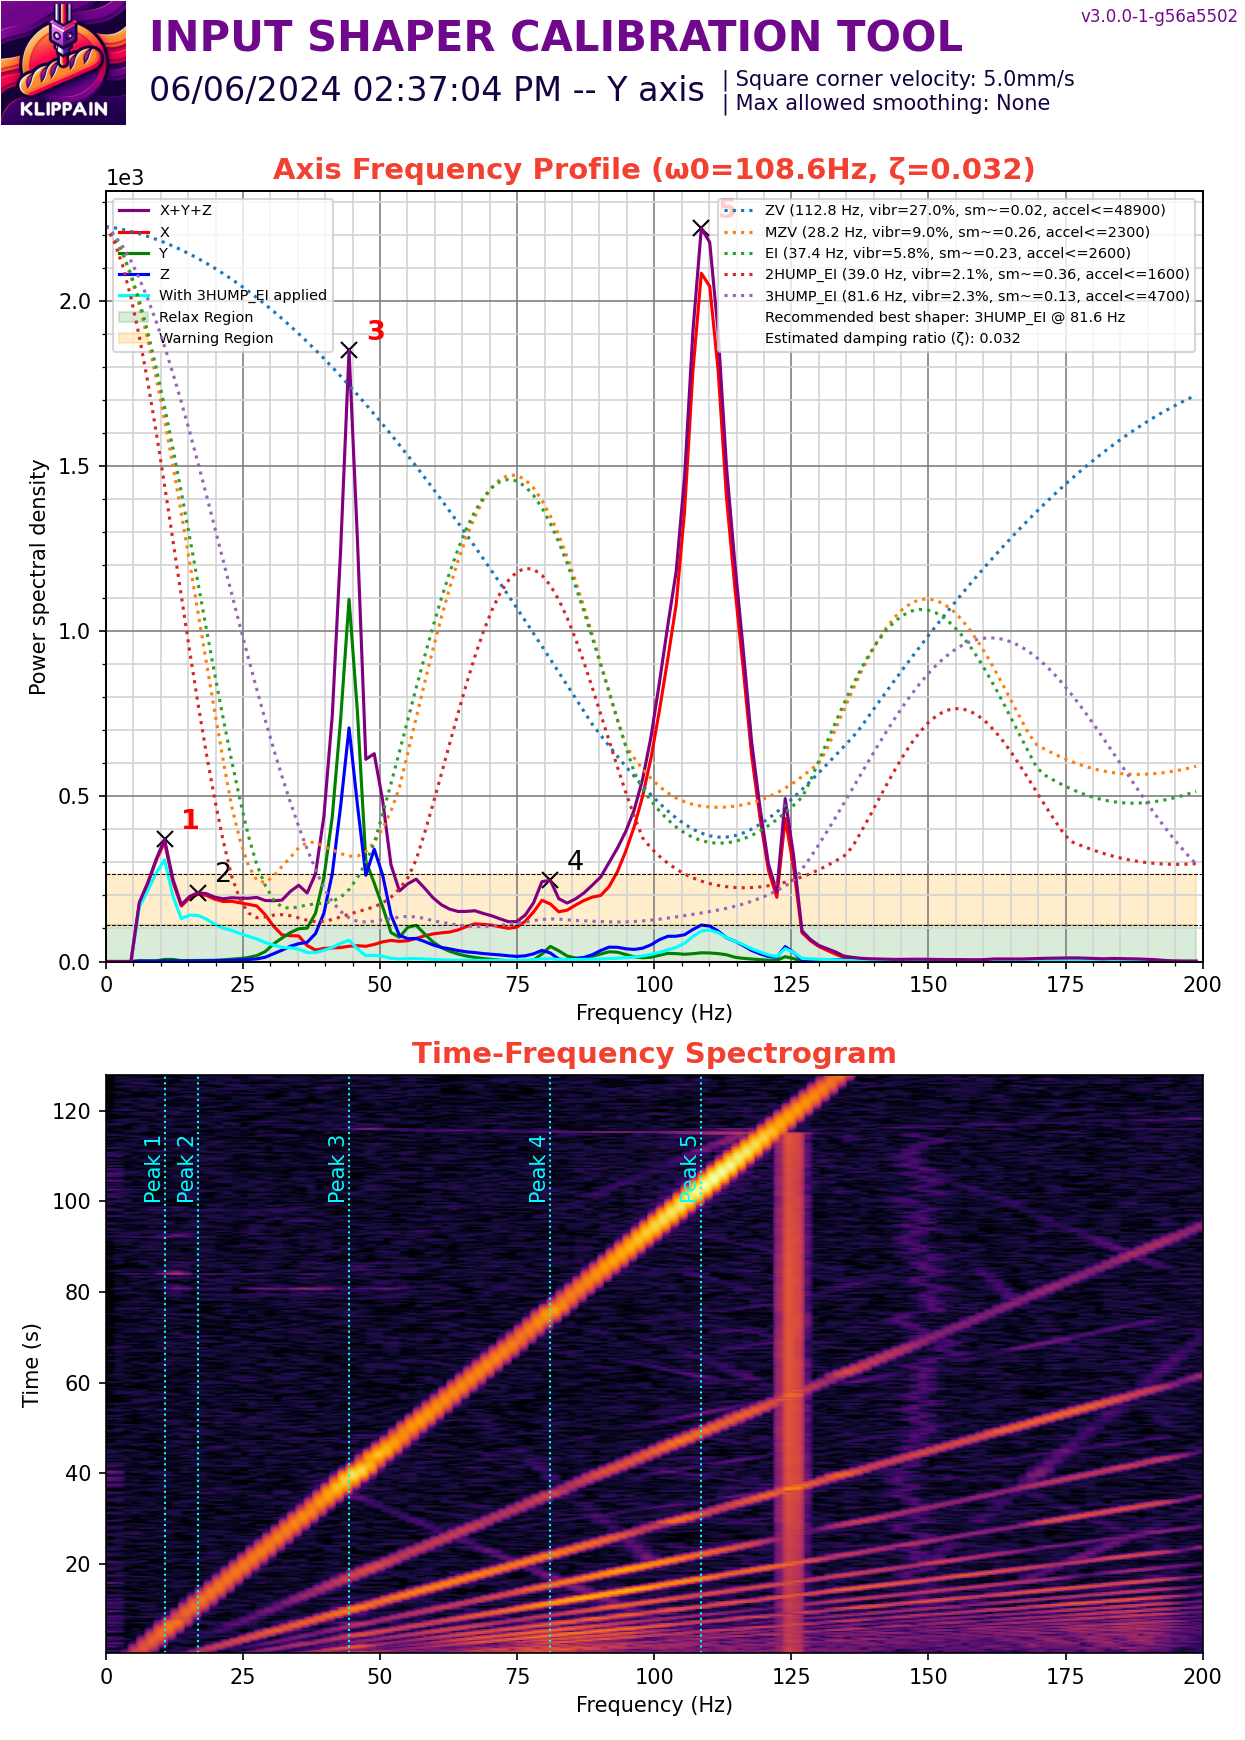 KLIPPAIN
INPUT SHAPER CALIBRATION TOOL
v3.0.0-1-g56a5502
06/06/2024 02:37:04 PM -- Y axis
| Square corner velocity: 5.0mm/s
| Max allowed smoothing: None
Axis Frequency Profile (ω0=108.6Hz, ζ=0.032)
1e3
X+Y+Z
X
Y
Z
With 3HUMP_EI applied
Relax Region
Warning Region
ZV (112.8 Hz, vibr=27.0%, sm~=0.02, accel<=48900)
MZV (28.2 Hz, vibr=9.0%, sm~=0.26, accel<=2300)
EI (37.4 Hz, vibr=5.8%, sm~=0.23, accel<=2600)
2HUMP_EI (39.0 Hz, vibr=2.1%, sm~=0.36, accel<=1600)
3HUMP_EI (81.6 Hz, vibr=2.3%, sm~=0.13, accel<=4700)
Recommended best shaper: 3HUMP_EI @ 81.6 Hz
Estimated damping ratio (ζ): 0.032
1
2
3
4
5
Power spectral density
2.0
1.5
1.0
0.5
0.0
0 25 50 75 100 125 150 175 200
Frequency (Hz)
Time-Frequency Spectrogram
Peak 1
Peak 2
Peak 3
Peak 4
Peak 5
Time (s)
120
100
80
60
40
20
0 25 50 75 100 125 150 175 200
Frequency (Hz)